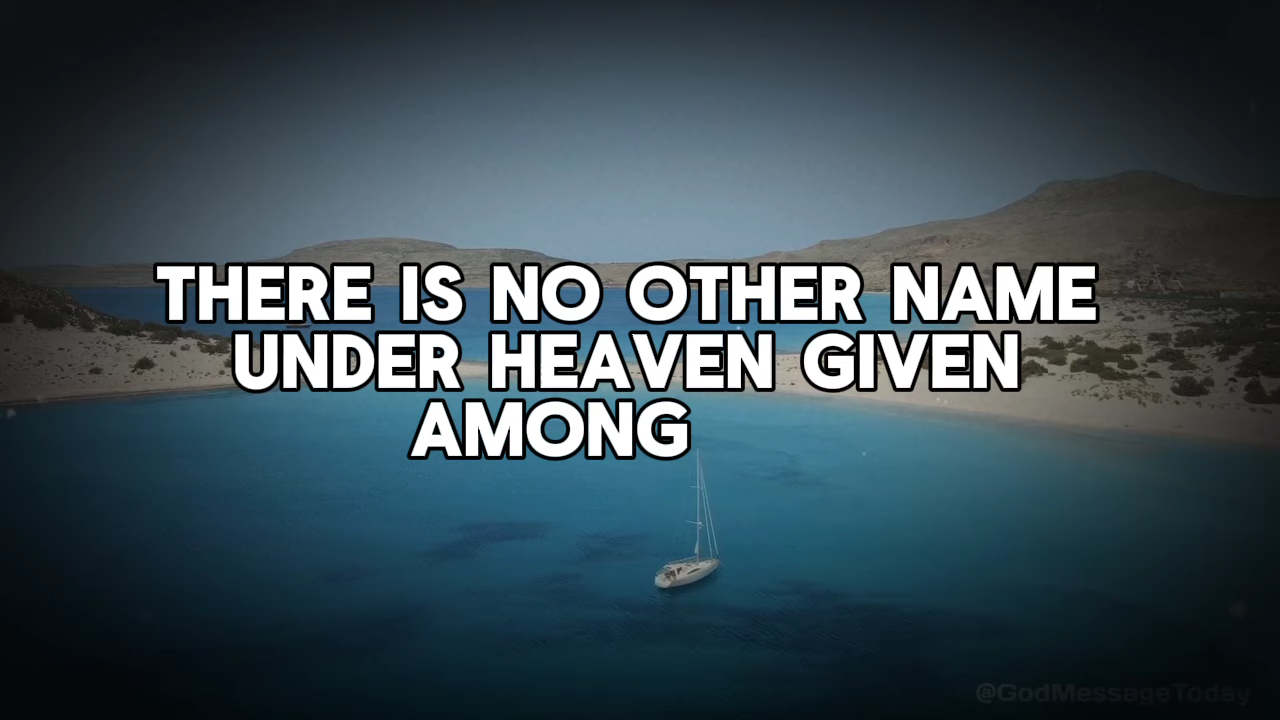 THERE IS NO OTHER NAME
UNDER HEAVEN GIVEN
AMONG
@GodMessageToday